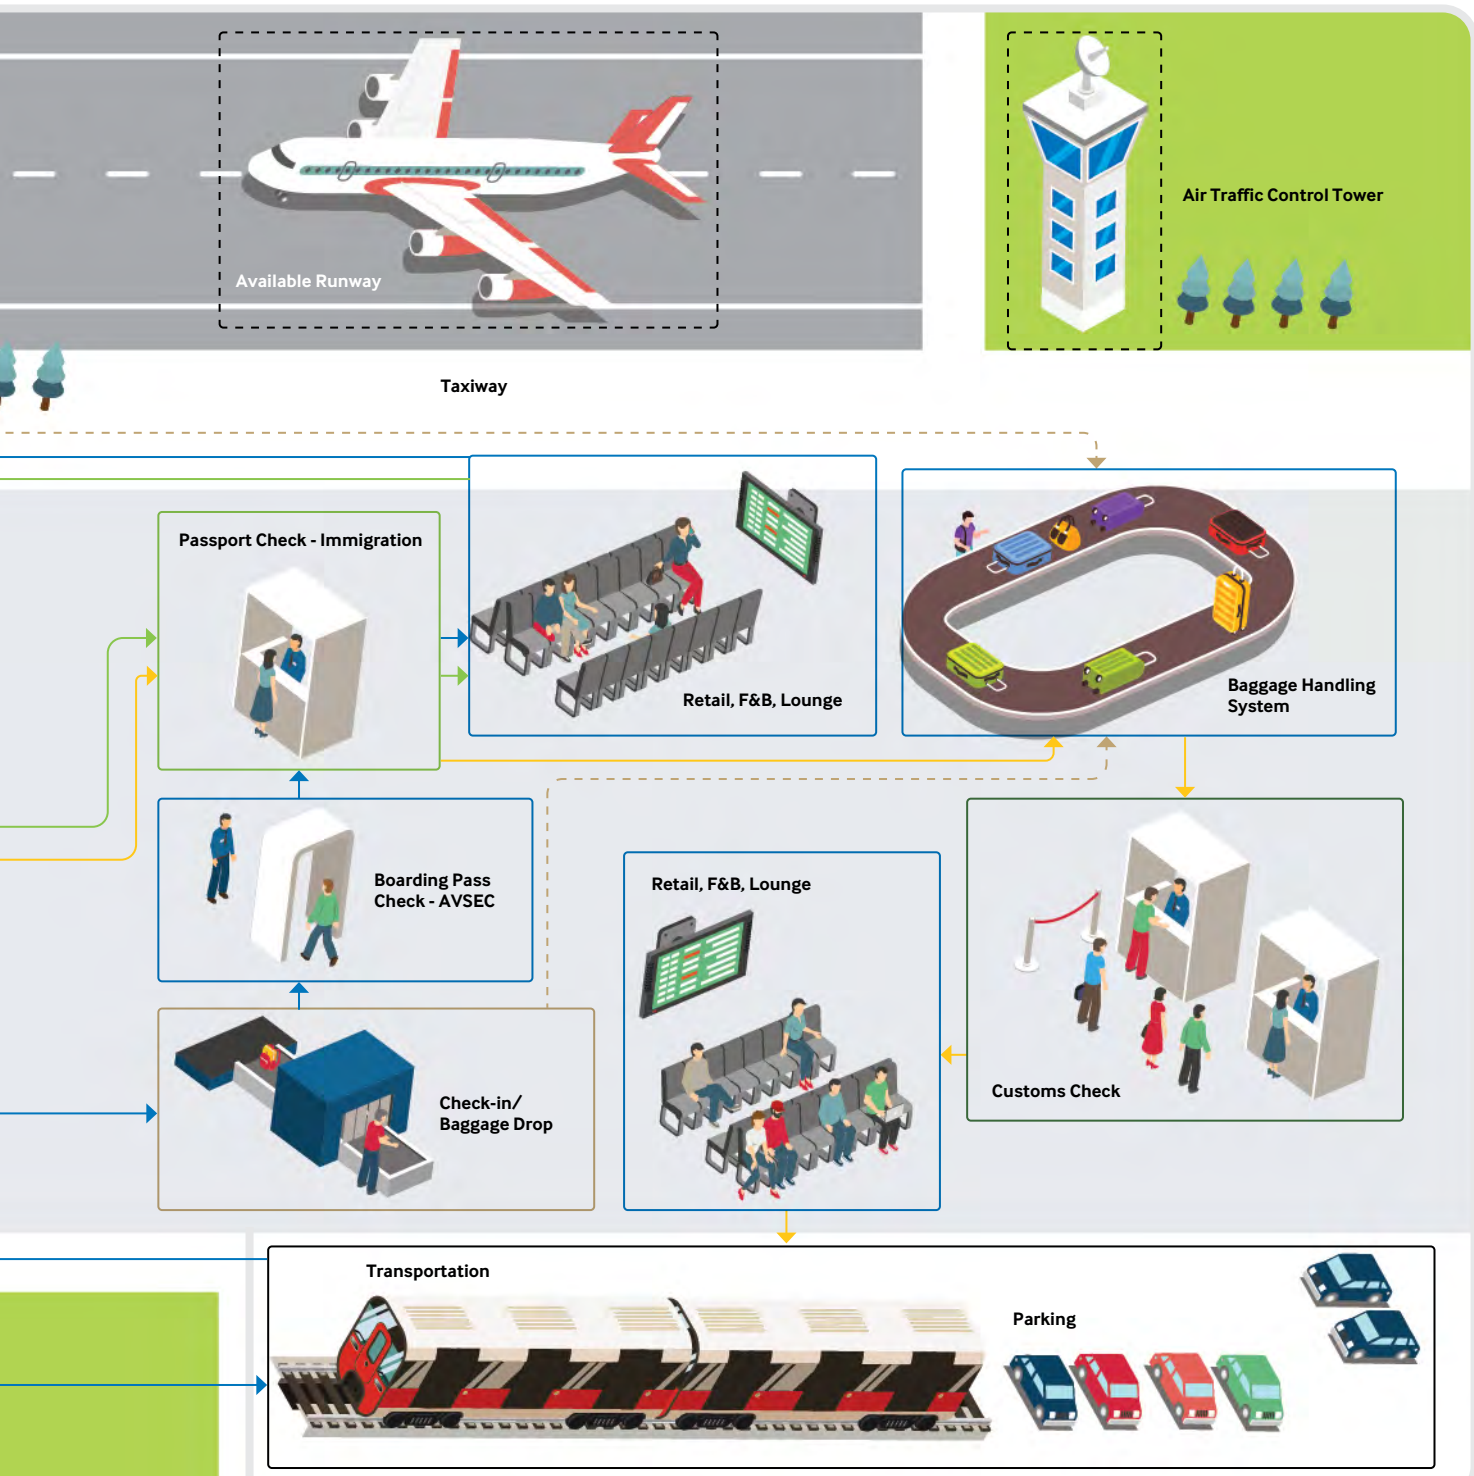 Air Traffic Control Tower
Available Runway
Taxiway
Passport Check - Immigration
Retail, F&B, Lounge
Baggage Handling
System
Boarding Pass
Check - AVSEC
Retail, F&B, Lounge
Customs Check
Check-in/
Baggage Drop
Transportation
Parking